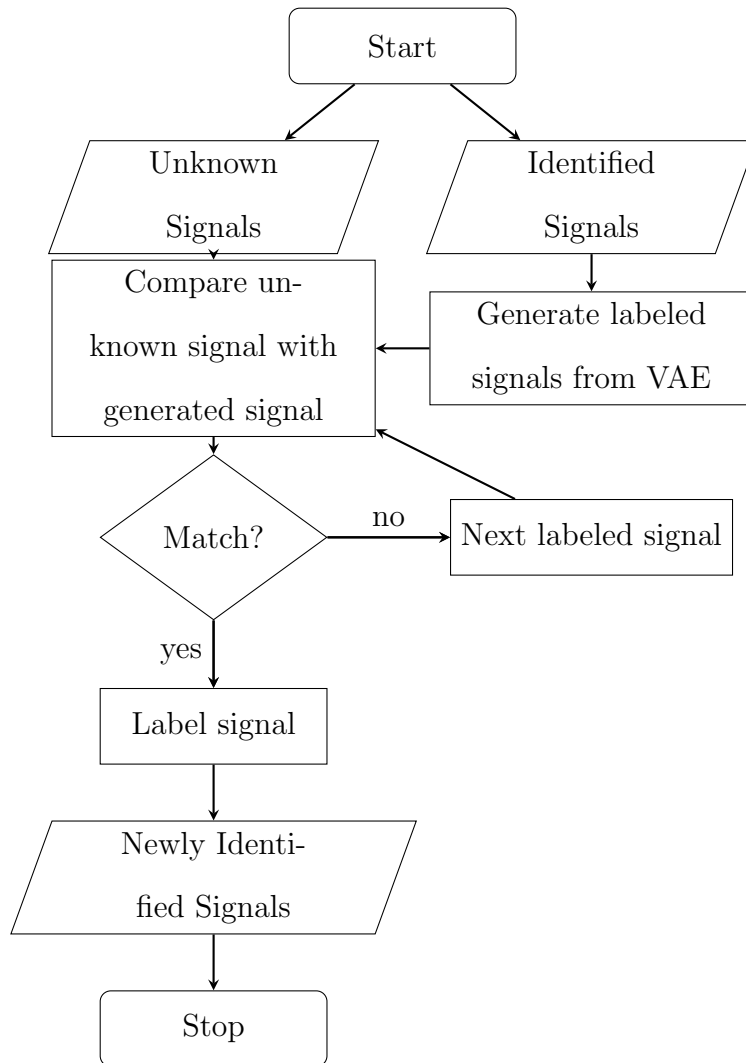 Start
Unknown
Signals
Identified
Signals
Compare un-
known signal with
generated signal
Generate labeled
signals from VAE
Match?
no
Next labeled signal
yes
Label signal
Newly Identi-
fied Signals
Stop